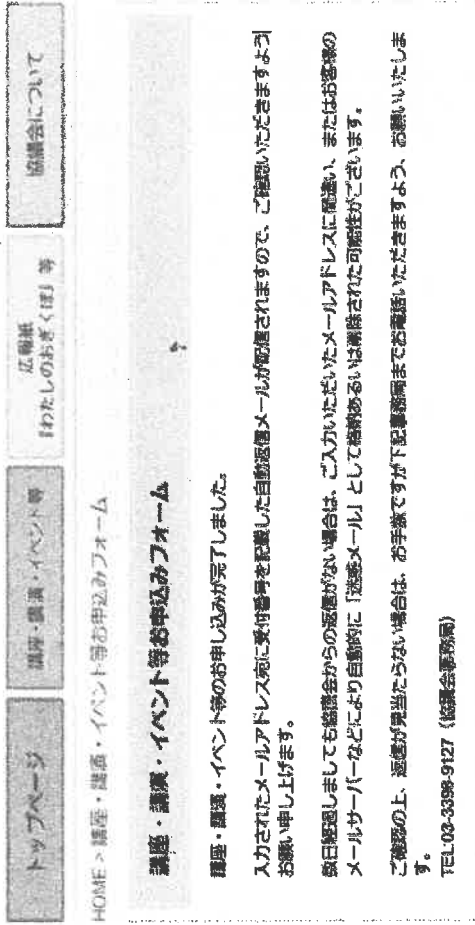 トップページ
講座・講演・イベント等
広報紙
『わたしのおぎくぼ』等
協議会について
HOME > 講座・講演・イベント等お申込みフォーム
講座・講演・イベント等お申込みフォーム
講座・講演・イベント等のお申し込みが完了しました。
入力されたメールアドレス宛に受付番号を記載した自動返信メールが配信されますので、ご確認いただきますよう
お願い申し上げます。
数日経過しましても協議会からの返信がない場合は、ご入力いただいたメールアドレスに間違い、またはお客様の
メールサーバーなどにより自動的に「迷惑メール」として格納あるいは削除された可能性がございます。
ご確認の上、返信が見当たらない場合は、お手数ですが下記事務局までお電話いただきますよう、お願いいたしま
す。
TEL:03-3398-9127（協議会事務局）